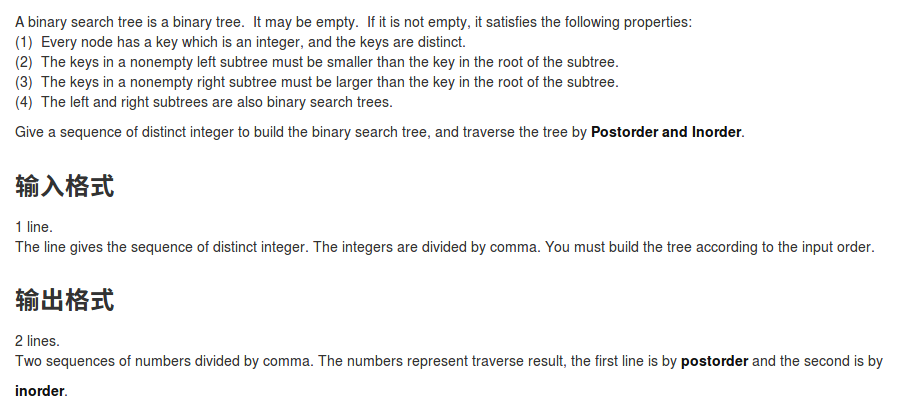 A binary search tree is a binary tree.  It may be empty.  If it is not empty, it satisfies the following properties:
(1)  Every node has a key which is an integer, and the keys are distinct.
(2)  The keys in a nonempty left subtree must be smaller than the key in the root of the subtree.
(3)  The keys in a nonempty right subtree must be larger than the key in the root of the subtree.
(4)  The left and right subtrees are also binary search trees.
Give a sequence of distinct integer to build the binary search tree, and traverse the tree by Postorder and Inorder.
输入格式
1 line.
The line gives the sequence of distinct integer. The integers are divided by comma. You must build the tree according to the input order.
输出格式
2 lines.
Two sequences of numbers divided by comma. The numbers represent traverse result, the first line is by postorder and the second is by
inorder.